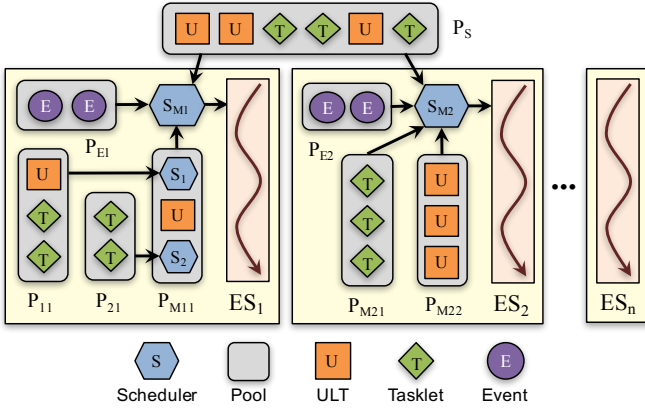 U U T T U T
P_S
E E
S_M1
P_E1
U
T
T
P_11
T
T
P_21
S_1
U
S_2
P_M11
ES_1
E E
S_M2
P_E2
T
T
T
P_M21
U
U
U
P_M22
ES_2
...
ES_n
S
Scheduler
Pool
U
ULT
T
Tasklet
E
Event